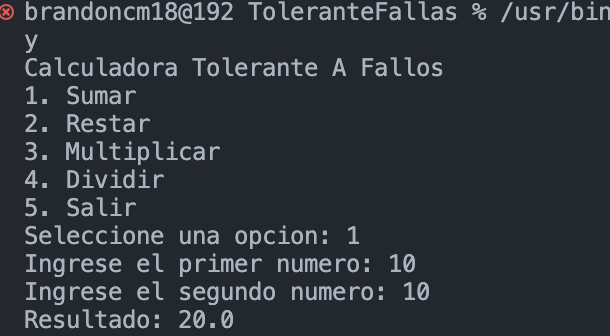 brandoncm18@192 ToleranteFallas % /usr/bin
y
Calculadora Tolerante A Fallos
1. Sumar
2. Restar
3. Multiplicar
4. Dividir
5. Salir
Seleccione una opcion: 1
Ingrese el primer numero: 10
Ingrese el segundo numero: 10
Resultado: 20.0